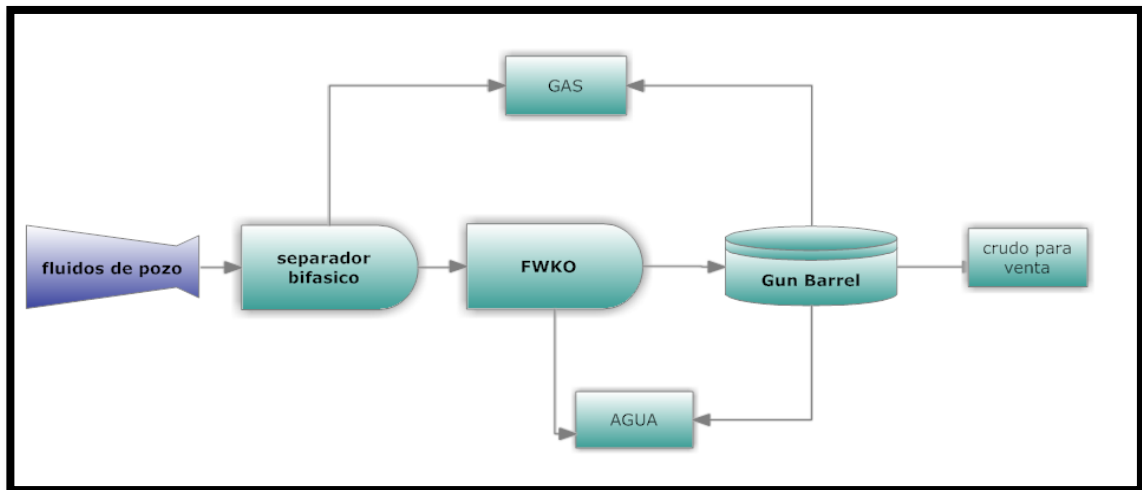 GAS
fluidos de pozo
separador
bifasico
FWKO
Gun Barrel
crudo para
venta
AGUA